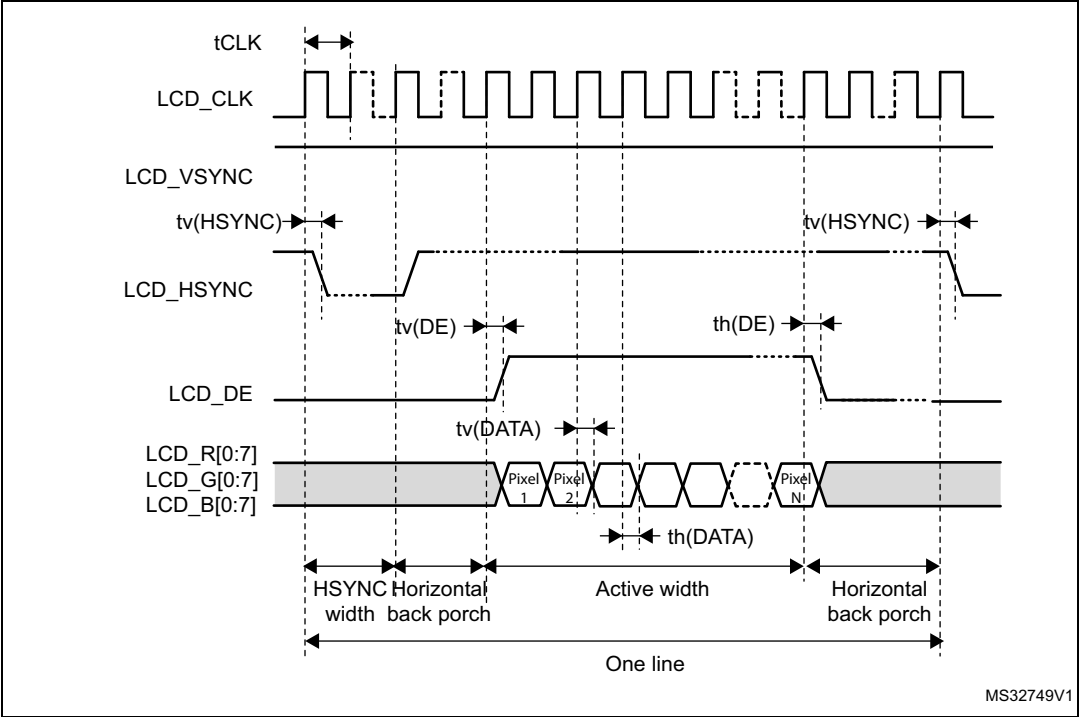 tCLK
LCD_CLK
LCD_VSYNC
tv(HSYNC)
tv(HSYNC)
LCD_HSYNC
tv(DE)
th(DE)
LCD_DE
tv(DATA)
LCD_R[0:7]
LCD_G[0:7]
LCD_B[0:7]
Pixel
1
Pixel
2
Pixel
N
th(DATA)
HSYNC
width
Horizontal
back porch
Active width
Horizontal
back porch
One line
MS32749V1